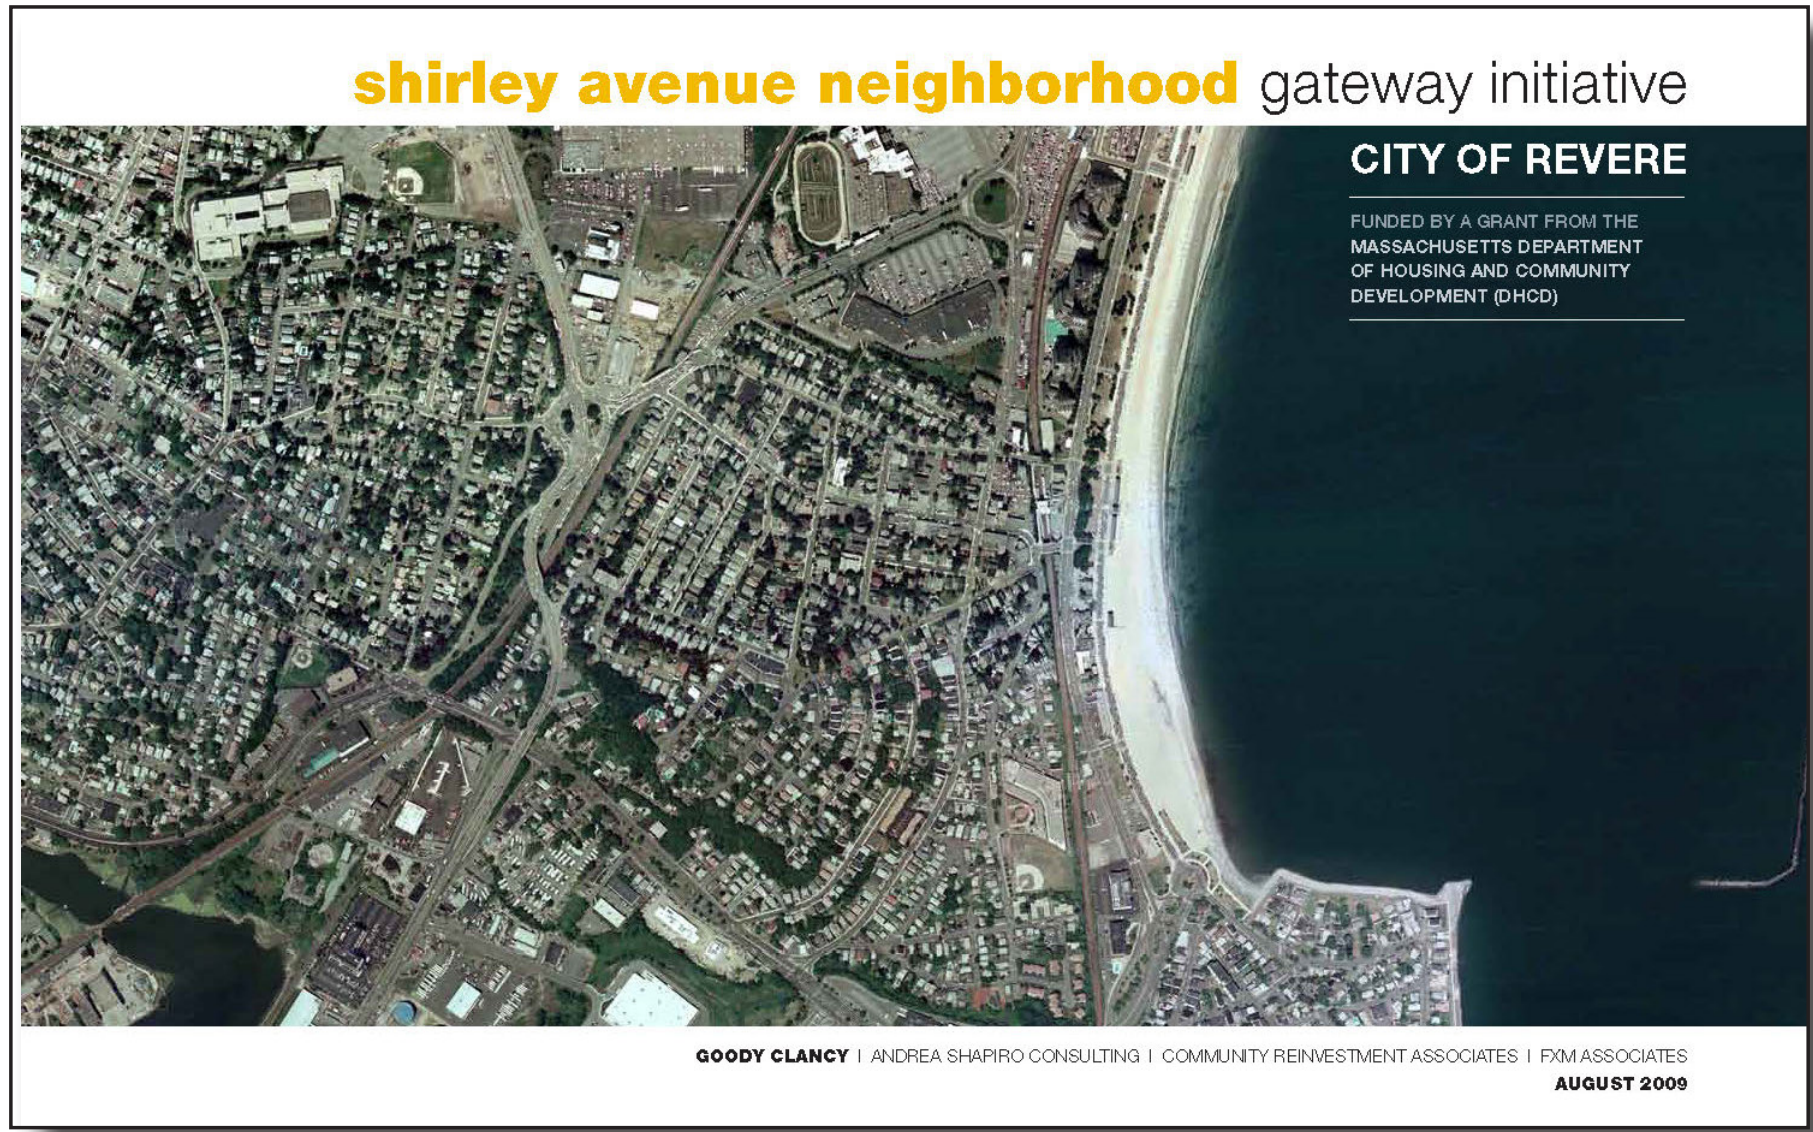 shirley avenue neighborhood gateway initiative
CITY OF REVERE
FUNDED BY A GRANT FROM THE
MASSACHUSETTS DEPARTMENT
OF HOUSING AND COMMUNITY
DEVELOPMENT (DHCD)
GOODY CLANCY | ANDREA SHAPIRO CONSULTING | COMMUNITY REINVESTMENT ASSOCIATES | FXM ASSOCIATES
AUGUST 2009